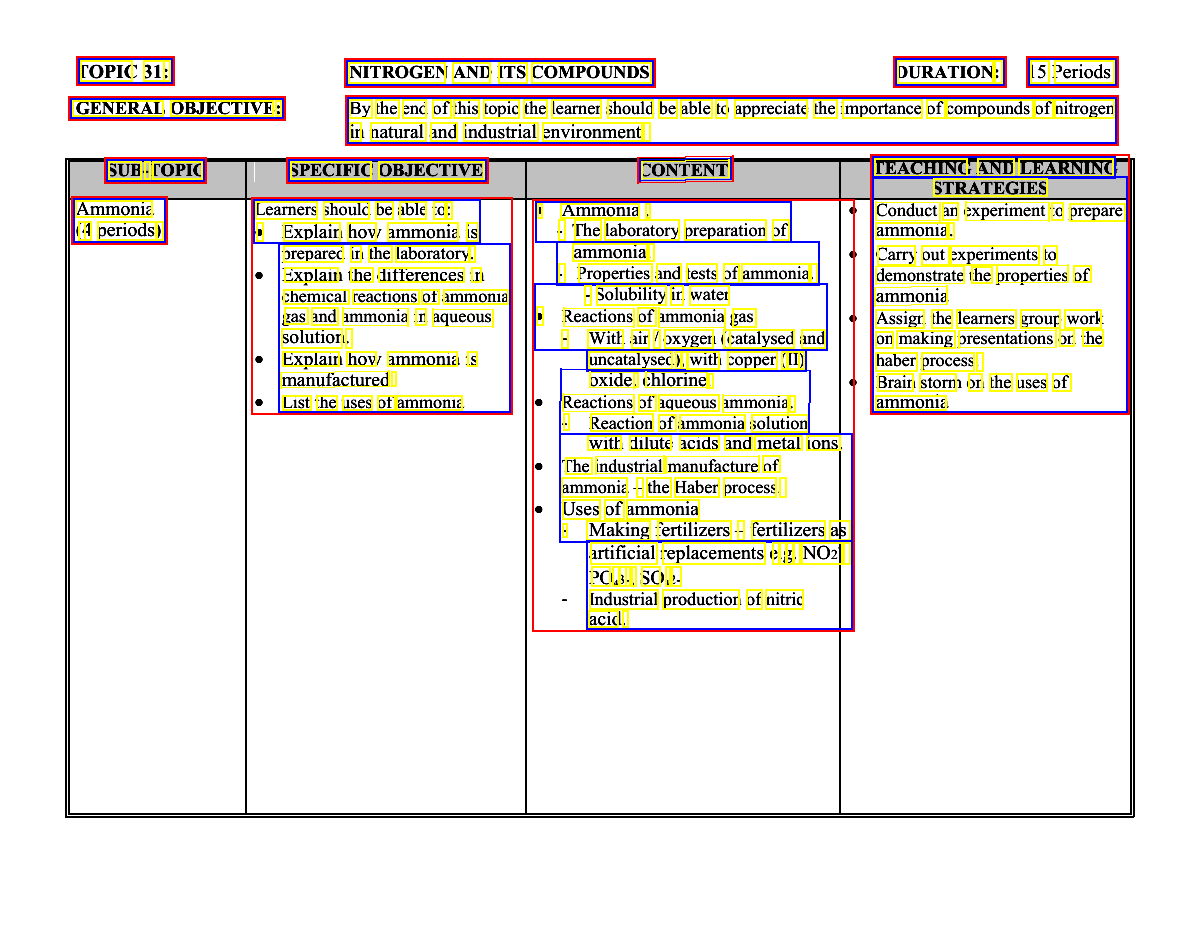 TOPIC 31: NITROGEN AND ITS COMPOUNDS DURATION: 15 Periods
GENERAL OBJECTIVE: By the end of this topic the learner should be able to appreciate the importance of compounds of nitrogen
in natural and industrial environment
SUB-TOPIC
Ammonia
(4 periods)
SPECIFIC OBJECTIVE
Learners should be able to:
• Explain how ammonia is
prepared in the laboratory.
• Explain the differences in
chemical reactions of ammonia
gas and ammonia in aqueous
solution.
• Explain how ammonia is
manufactured
• List the uses of ammonia
CONTENT
• Ammonia .
- The laboratory preparation of
ammonia
- Properties and tests of ammonia.
- Solubility in water
• Reactions of ammonia gas
- With air / oxygen (catalysed and
uncatalysed), with copper (II)
oxide, chlorine
• Reactions of aqueous ammonia.
- Reaction of ammonia solution
with dilute acids and metal ions.
• The industrial manufacture of
ammonia – the Haber process.
• Uses of ammonia
- Making fertilizers – fertilizers as
artificial replacements e.g. NO2
PO43-, SO42-
- Industrial production of nitric
acid.
TEACHING AND LEARNING
STRATEGIES
• Conduct an experiment to prepare
ammonia.
• Carry out experiments to
demonstrate the properties of
ammonia
• Assign the learners group work
on making presentations on the
haber process
• Brain storm on the uses of
ammonia.